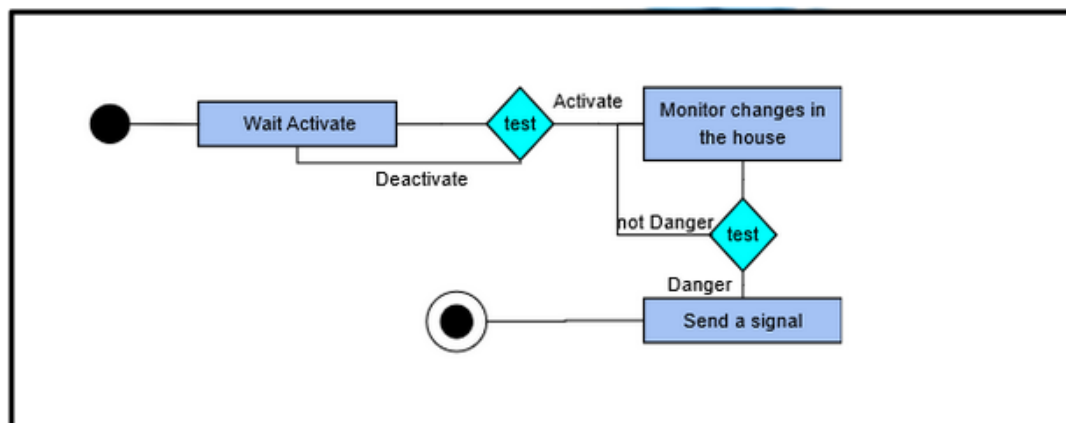 Activate
Wait Activate
test
Monitor changes in
the house
Deactivate
not Danger
test
Danger
Send a signal